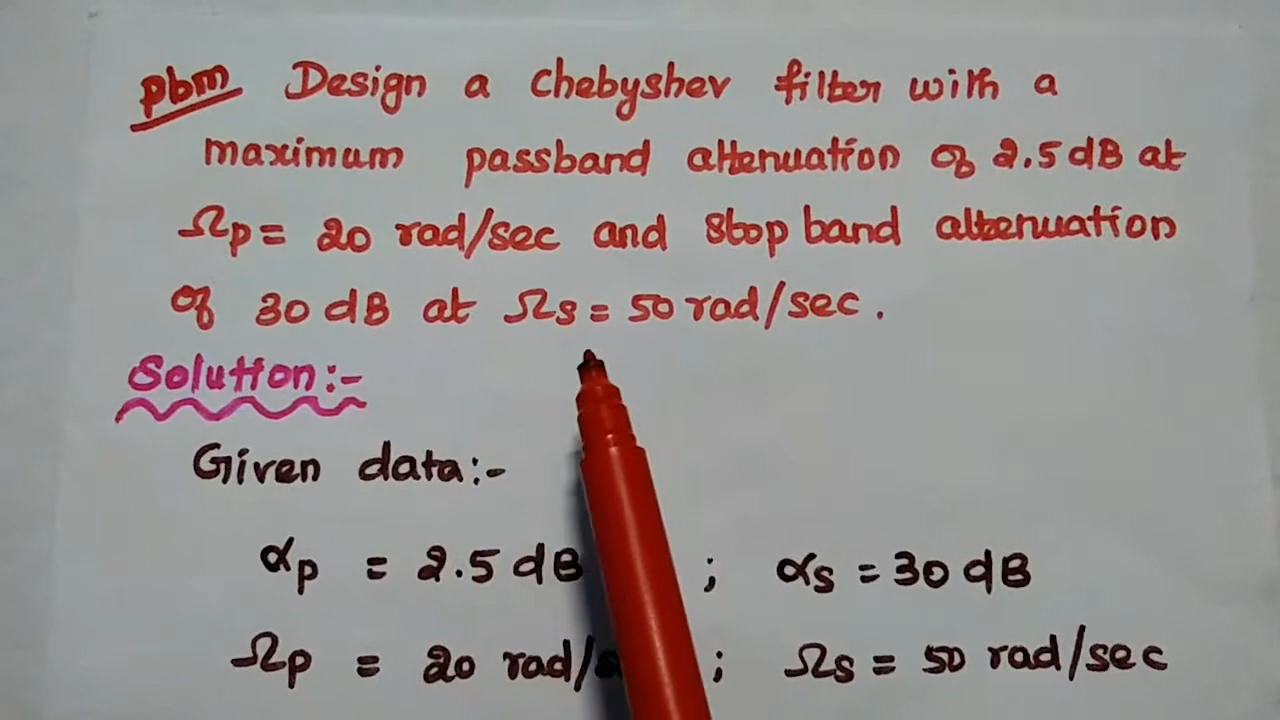 pbm Design a Chebyshev filter with a
maximum passband attenuation of 2.5 dB at
Ωp = 20 rad/sec and stop band attenuation
of 30 dB at Ωs = 50 rad/sec.
Solution:-
Given data:-
αp = 2.5 dB ; αs = 30 dB
Ωp = 20 rad/s ; Ωs = 50 rad/sec